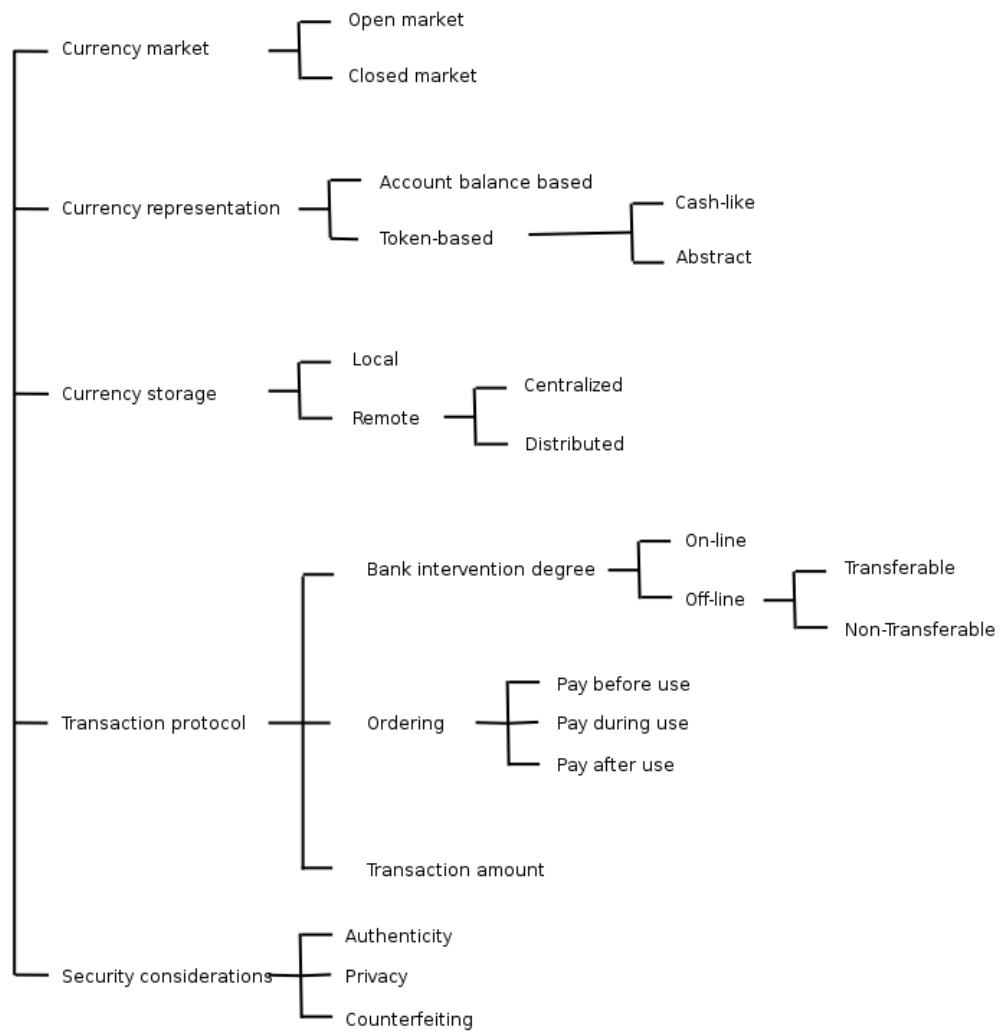 Currency market
Open market
Closed market
Currency representation
Account balance based
Token-based
Cash-like
Abstract
Currency storage
Local
Remote
Centralized
Distributed
Transaction protocol
Bank intervention degree
On-line
Off-line
Transferable
Non-Transferable
Ordering
Pay before use
Pay during use
Pay after use
Transaction amount
Security considerations
Authenticity
Privacy
Counterfeiting